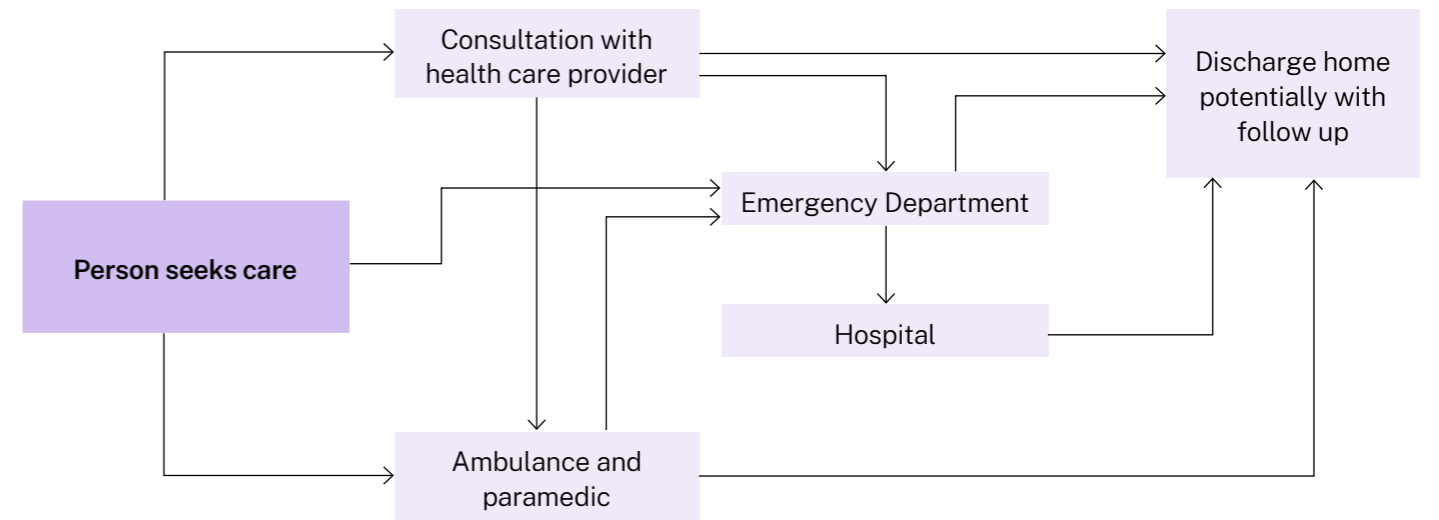 Consultation with
health care provider
Discharge home
potentially with
follow up
Emergency Department
Person seeks care
Hospital
Ambulance and
paramedic